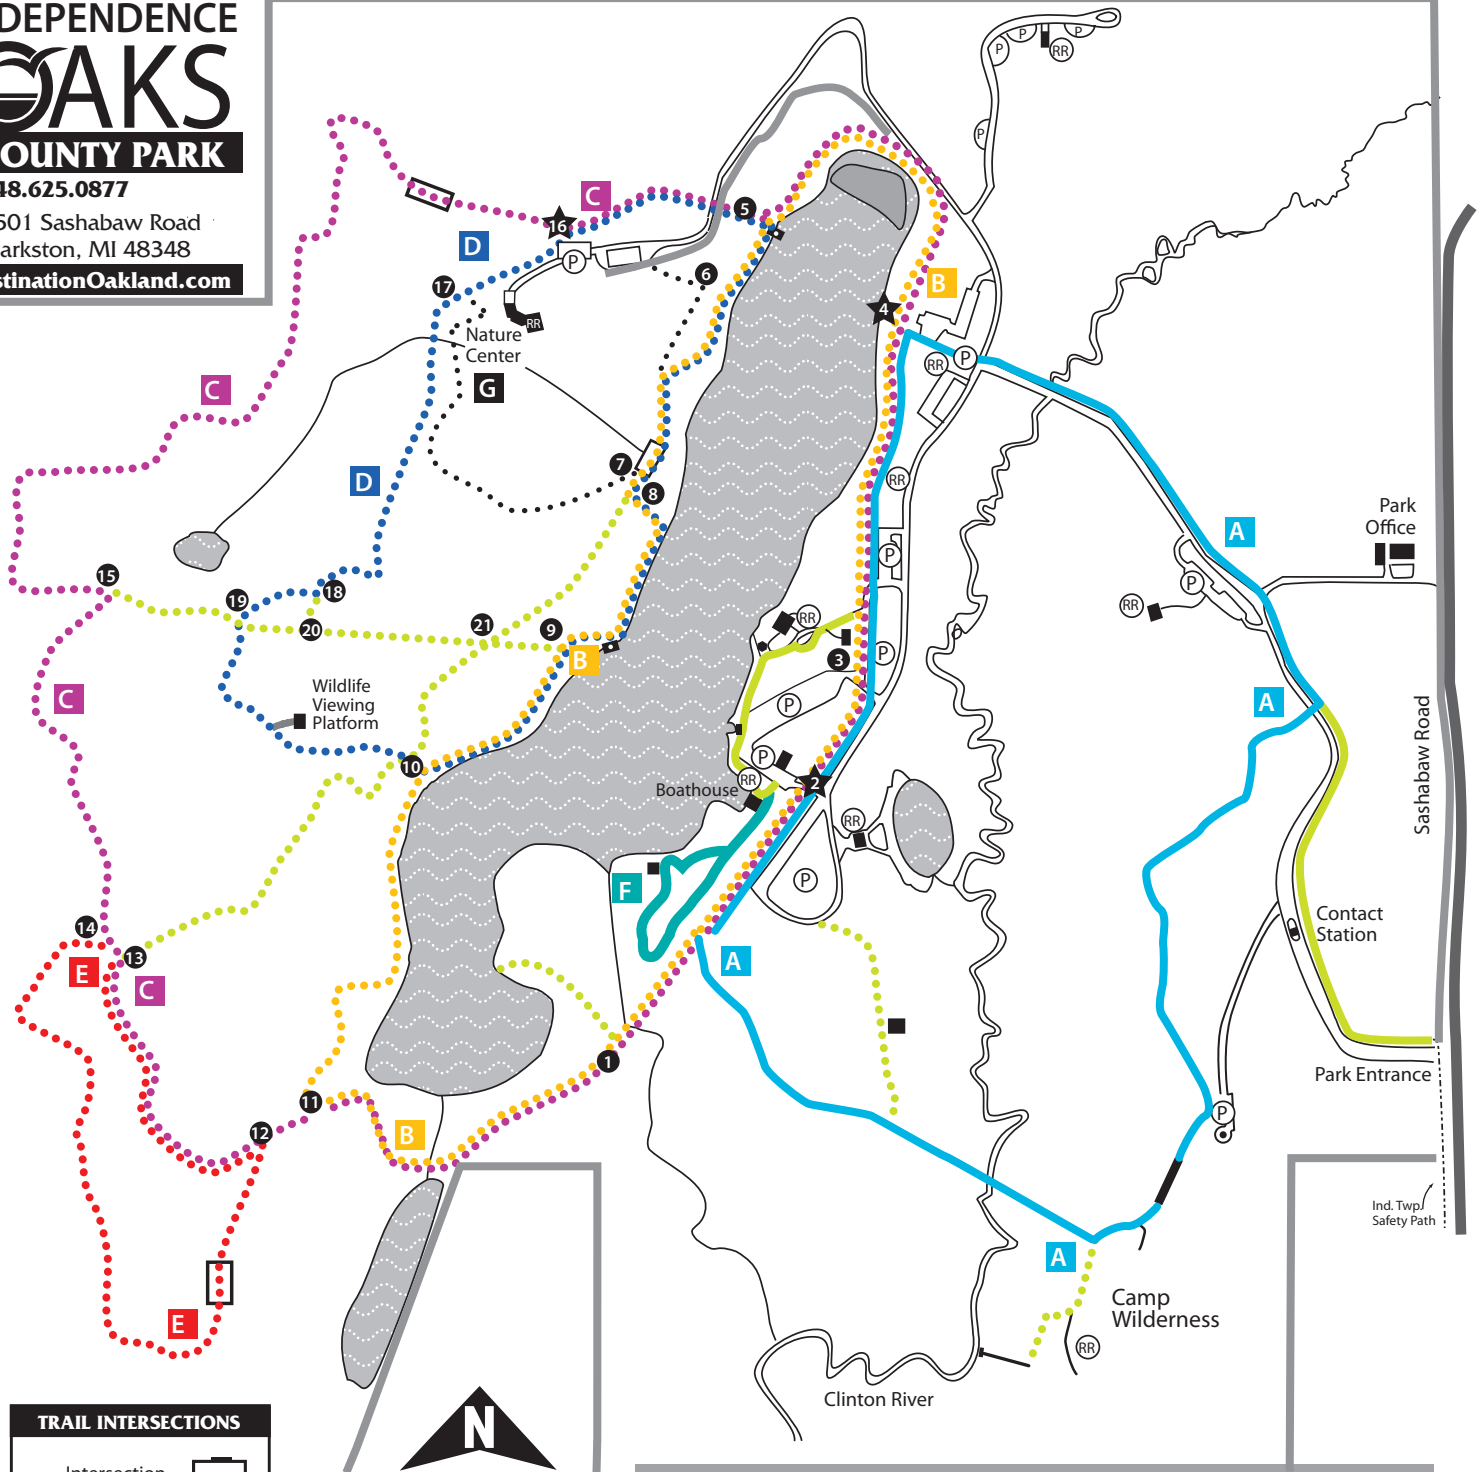 DEPENDENCE
OAKS
OUNTY PARK
48.625.0877
501 Sashabaw Road
arkston, MI 48348
stinationOakland.com
P
P
P
RR
P
C
16
5
D
P
6
17
B
4
RR
Nature
Center
P
RR
G
C
7
D
8
RR
Park
Office
A
P
15
P
18
19
RR
RR
20
21
9
B
3
P
C
Wildlife
Viewing
Platform
A
P
Sashabaw Road
10
P
RR
Boathouse
2
RR
F
P
14
Contact
Station
13
E
A
C
1
Park Entrance
11
P
12
B
Ind. Twp.
Safety Path
A
Camp
Wilderness
E
RR
Clinton River
TRAIL INTERSECTIONS
N
Intersection